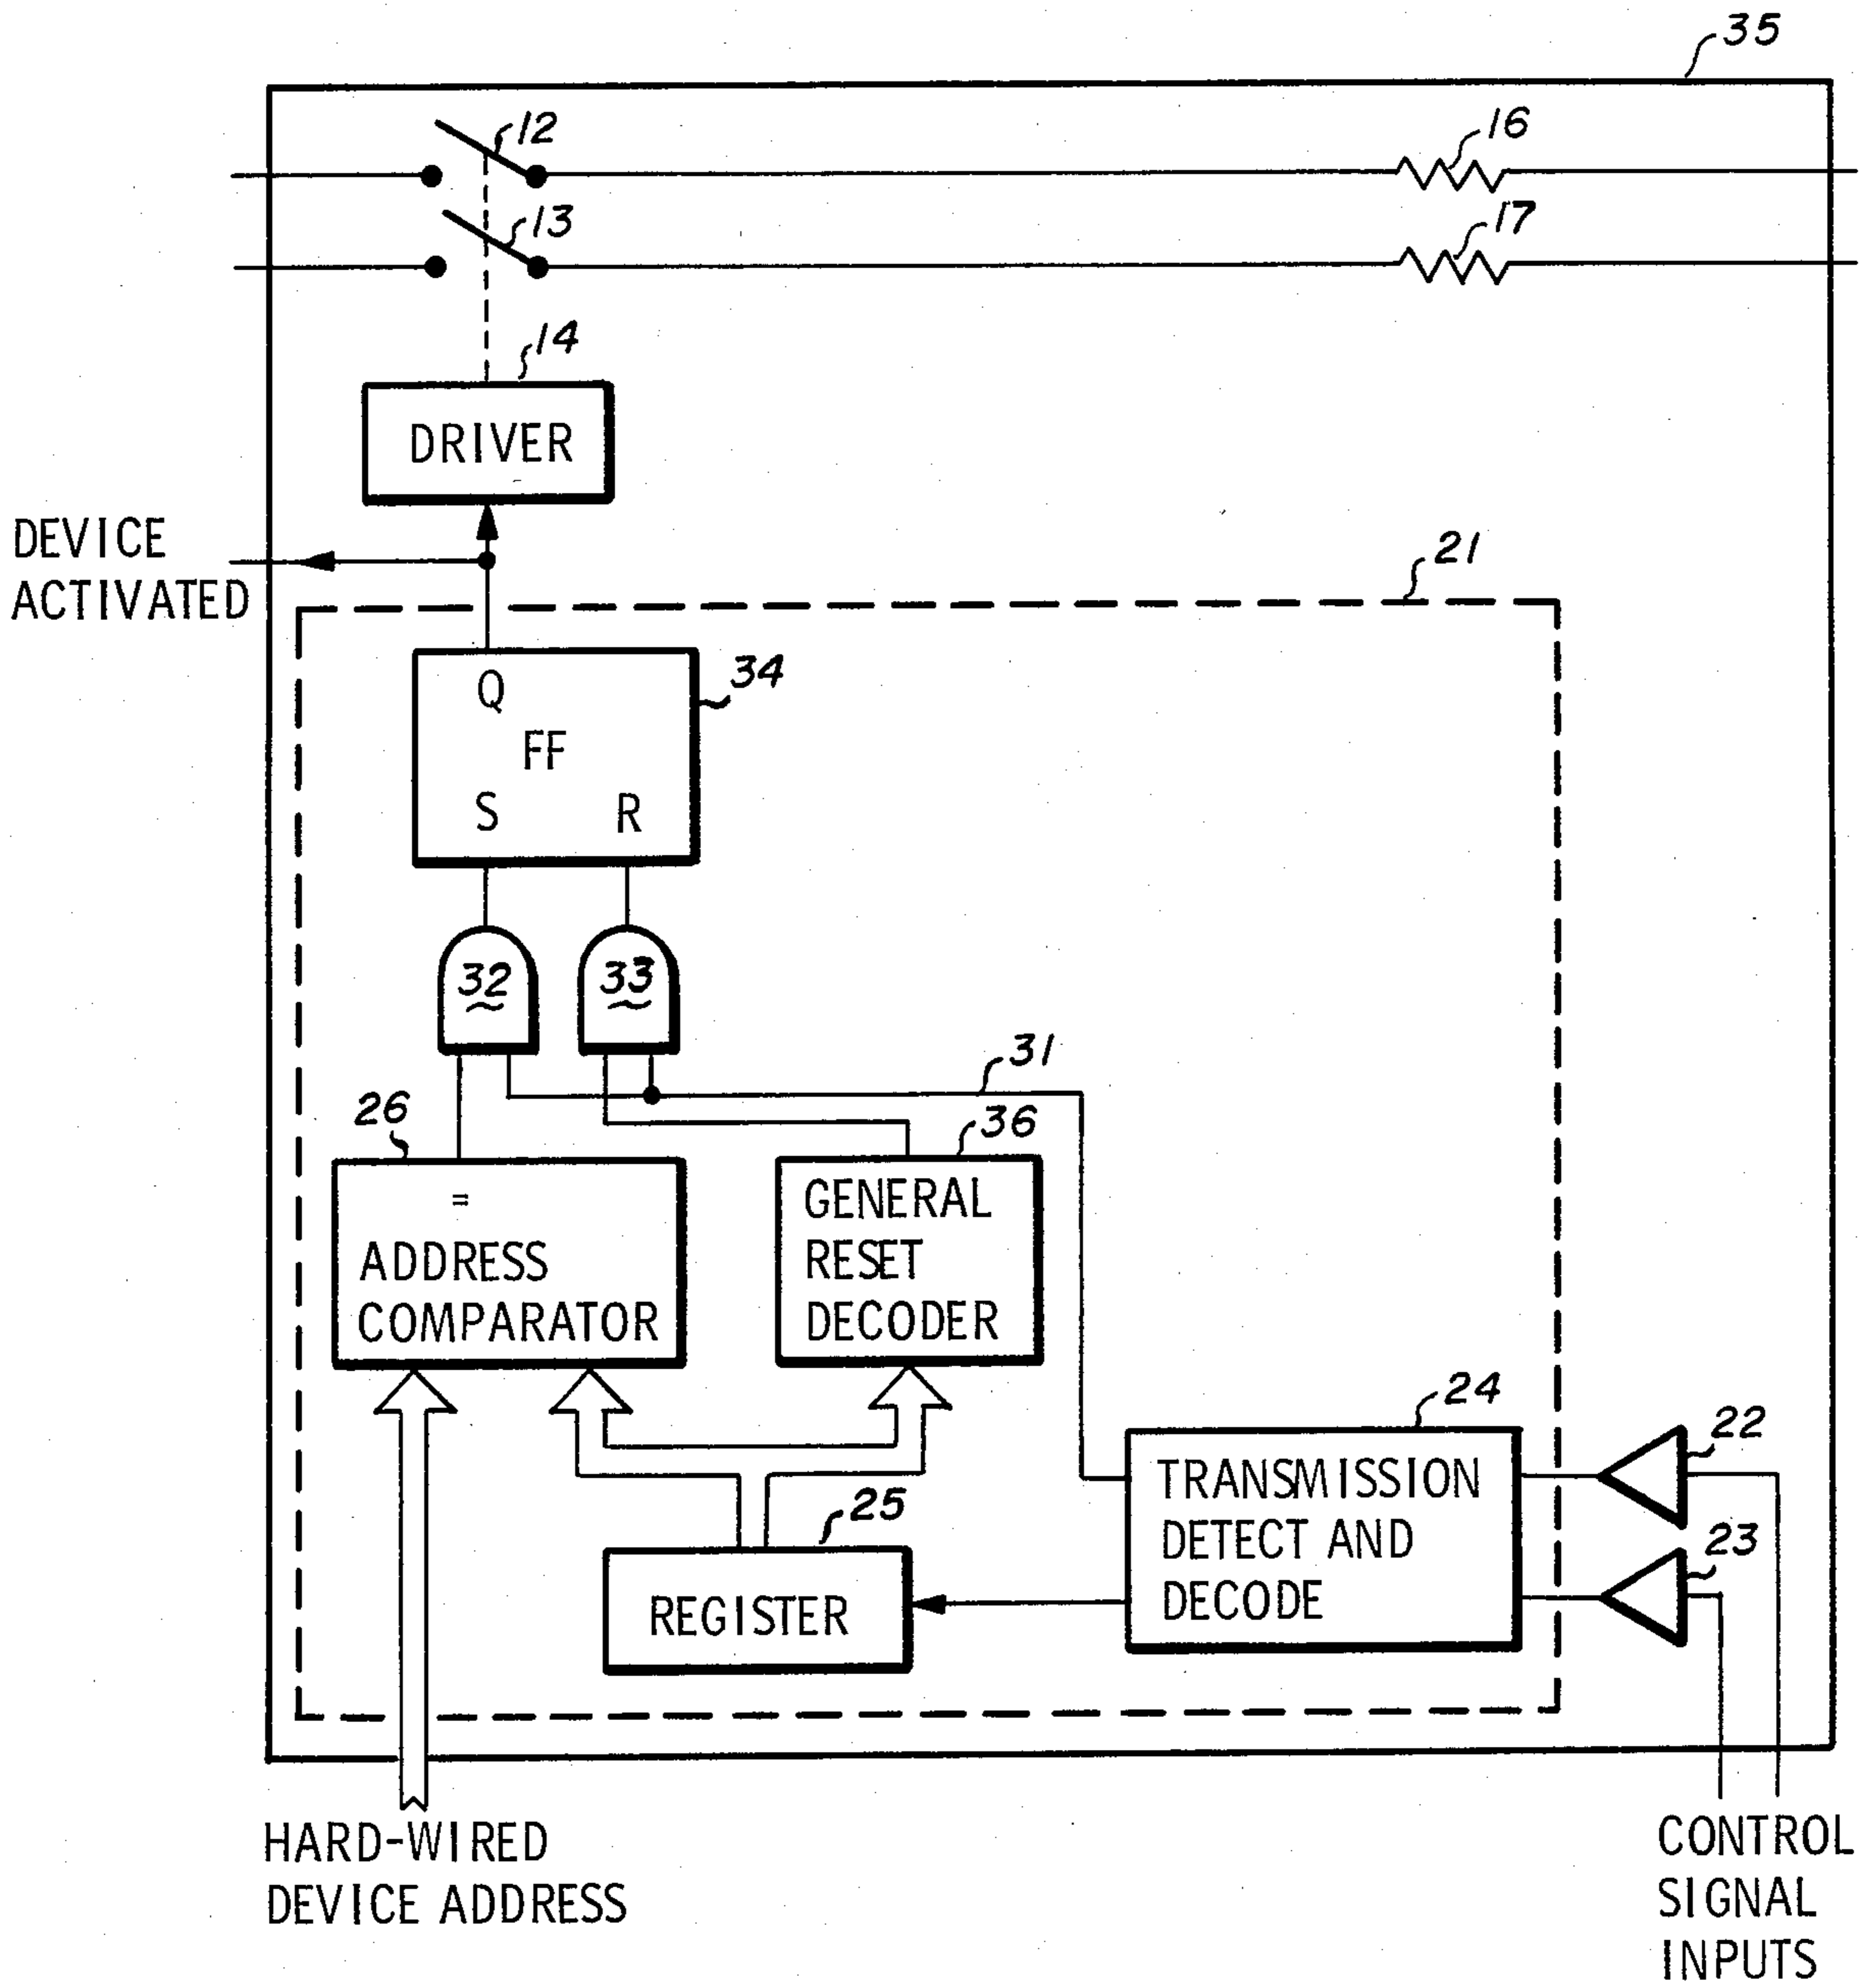 35
12
16
13
17
14
DRIVER
DEVICE
ACTIVATED
21
Q
34
FF
S R
32
33
31
26
36
=
ADDRESS
COMPARATOR
GENERAL
RESET
DECODER
24
22
TRANSMISSION
DETECT AND
DECODE
25
23
REGISTER
HARD-WIRED
DEVICE ADDRESS
CONTROL
SIGNAL
INPUTS